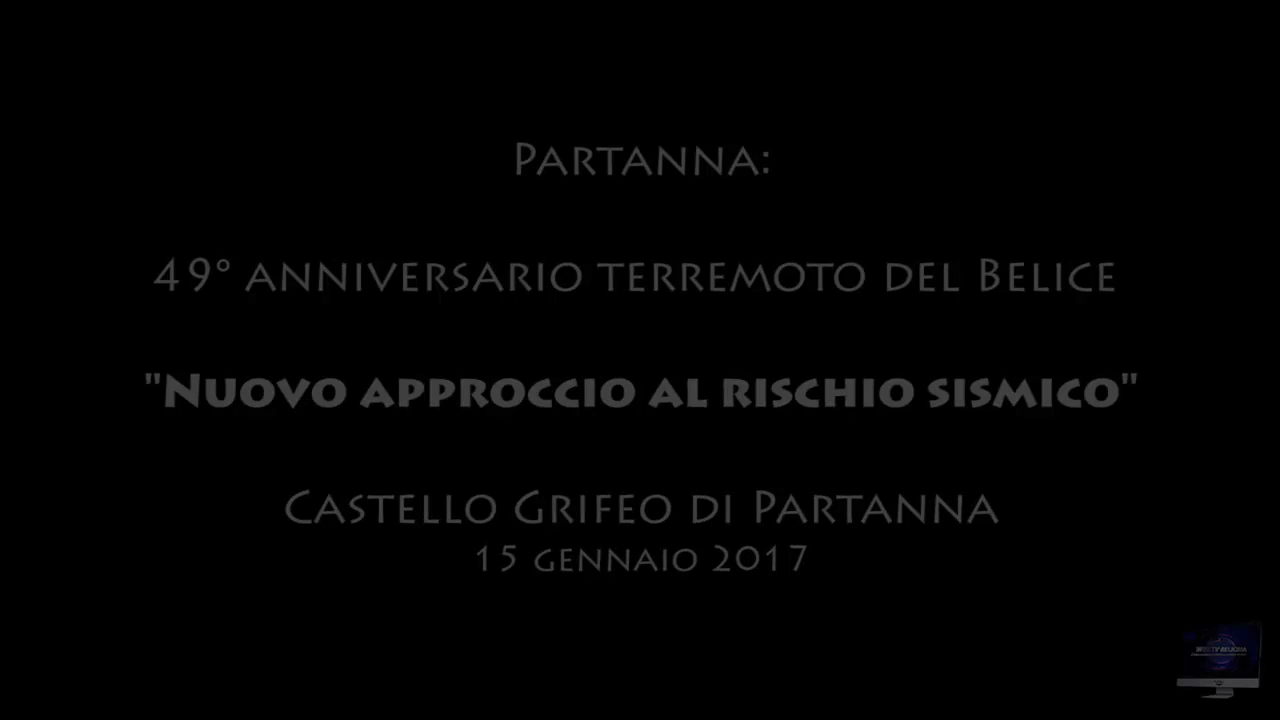 Partanna:
49° anniversario terremoto del Belice
"Nuovo approccio al rischio sismico"
Castello Grifeo di Partanna
15 gennaio 2017